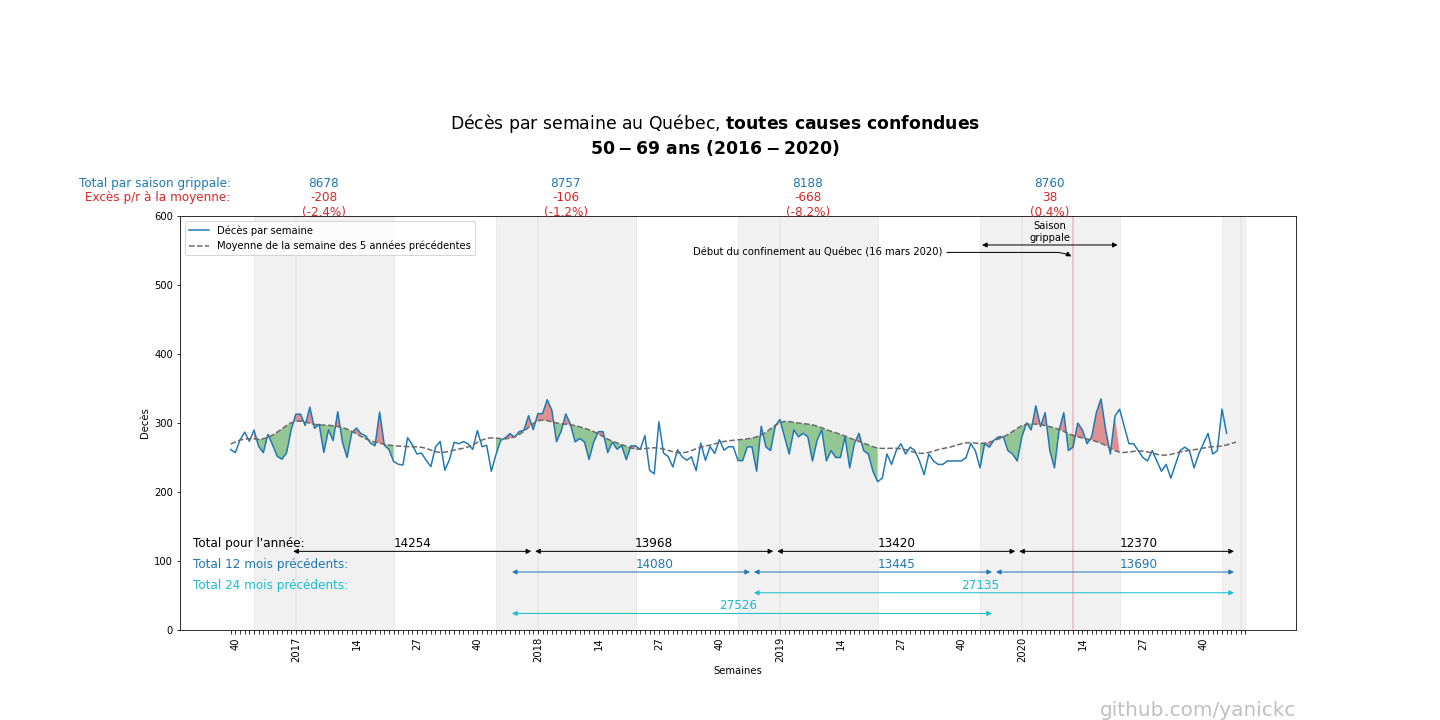 Décès par semaine au Québec, toutes causes confondues
50 – 69 ans (2016 – 2020)
Total par saison grippale: 8678 8757 8188 8760
Excès p/r à la moyenne: -208 -106 -668 38
(-2.4%) (-1.2%) (-8.2%) (0.4%)
600
Décès par semaine
Moyenne de la semaine des 5 années précédentes
Saison
grippale
Début du confinement au Québec (16 mars 2020)
500
400
300
Decès
200
Total pour l'année: 14254 13968 13420 12370
100
Total 12 mois précédents: 14080 13445 13690
Total 24 mois précédents: 27135
27526
0
40 2017 14 27 40 2018 14 27 40 2019 14 27 40 2020 14 27 40
Semaines
github.com/yanickc